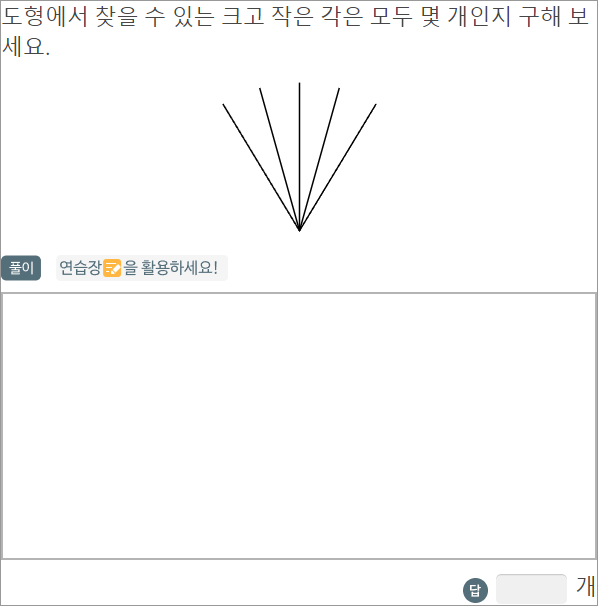 도형에서 찾을 수 있는 크고 작은 각은 모두 몇 개인지 구해 보
세요.
풀이 연습장을 활용하세요!
답 개